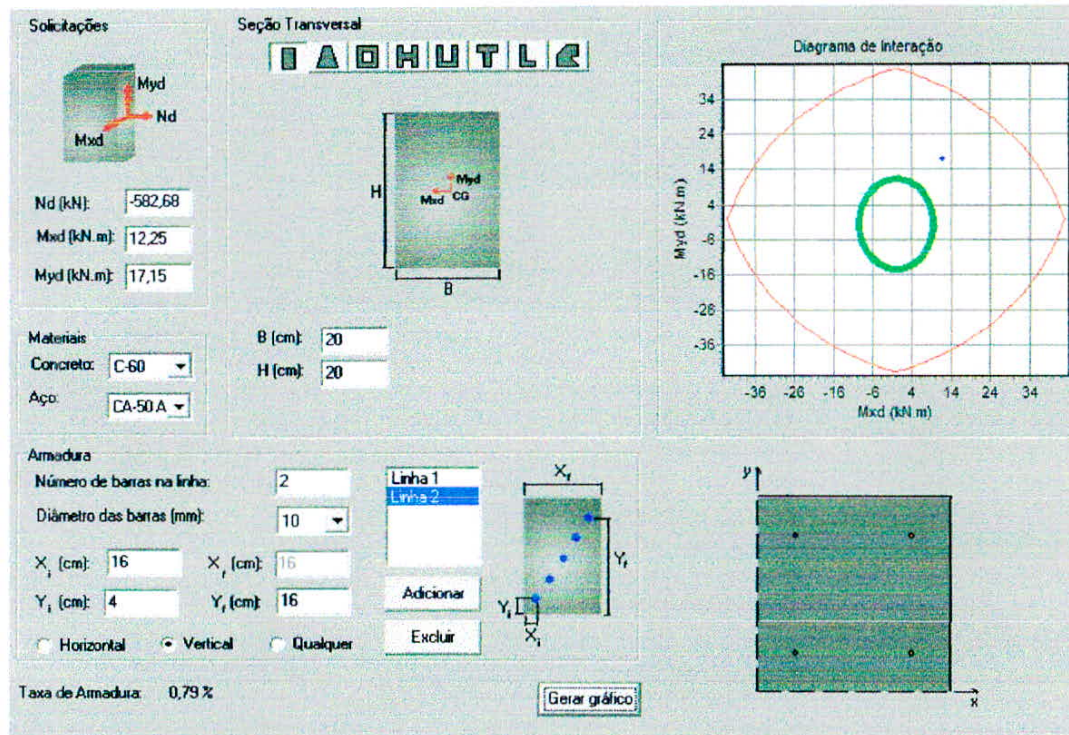 Solicitações
Myd
Nd
Mxd
Nd (kN): -582,68
Mxd (kN.m): 12,25
Myd (kN.m): 17,15
Seção Transversal
H
Myd
Mxd CG
B
B (cm): 20
H (cm): 20
Diagrama de Interação
Myd (kN.m)
34
24
14
4
-6
-16
-26
-36
-36 -26 -16 -6 4 14 24 34
Mxd (kN.m)
Materiais
Concreto: C-60
Aço: CA-50 A
Armadura
Número de barras na linha: 2
Diâmetro das barras (mm): 10
Xi (cm): 16 Xf (cm): 16
Yi (cm): 4 Yf (cm): 16
Horizontal Vertical Qualquer
Linha 1
Linha 2
Adicionar
Excluir
Xf
Yf
Yi
Xi
y
x
Taxa de Armadura: 0,79 %
Gerar gráfico